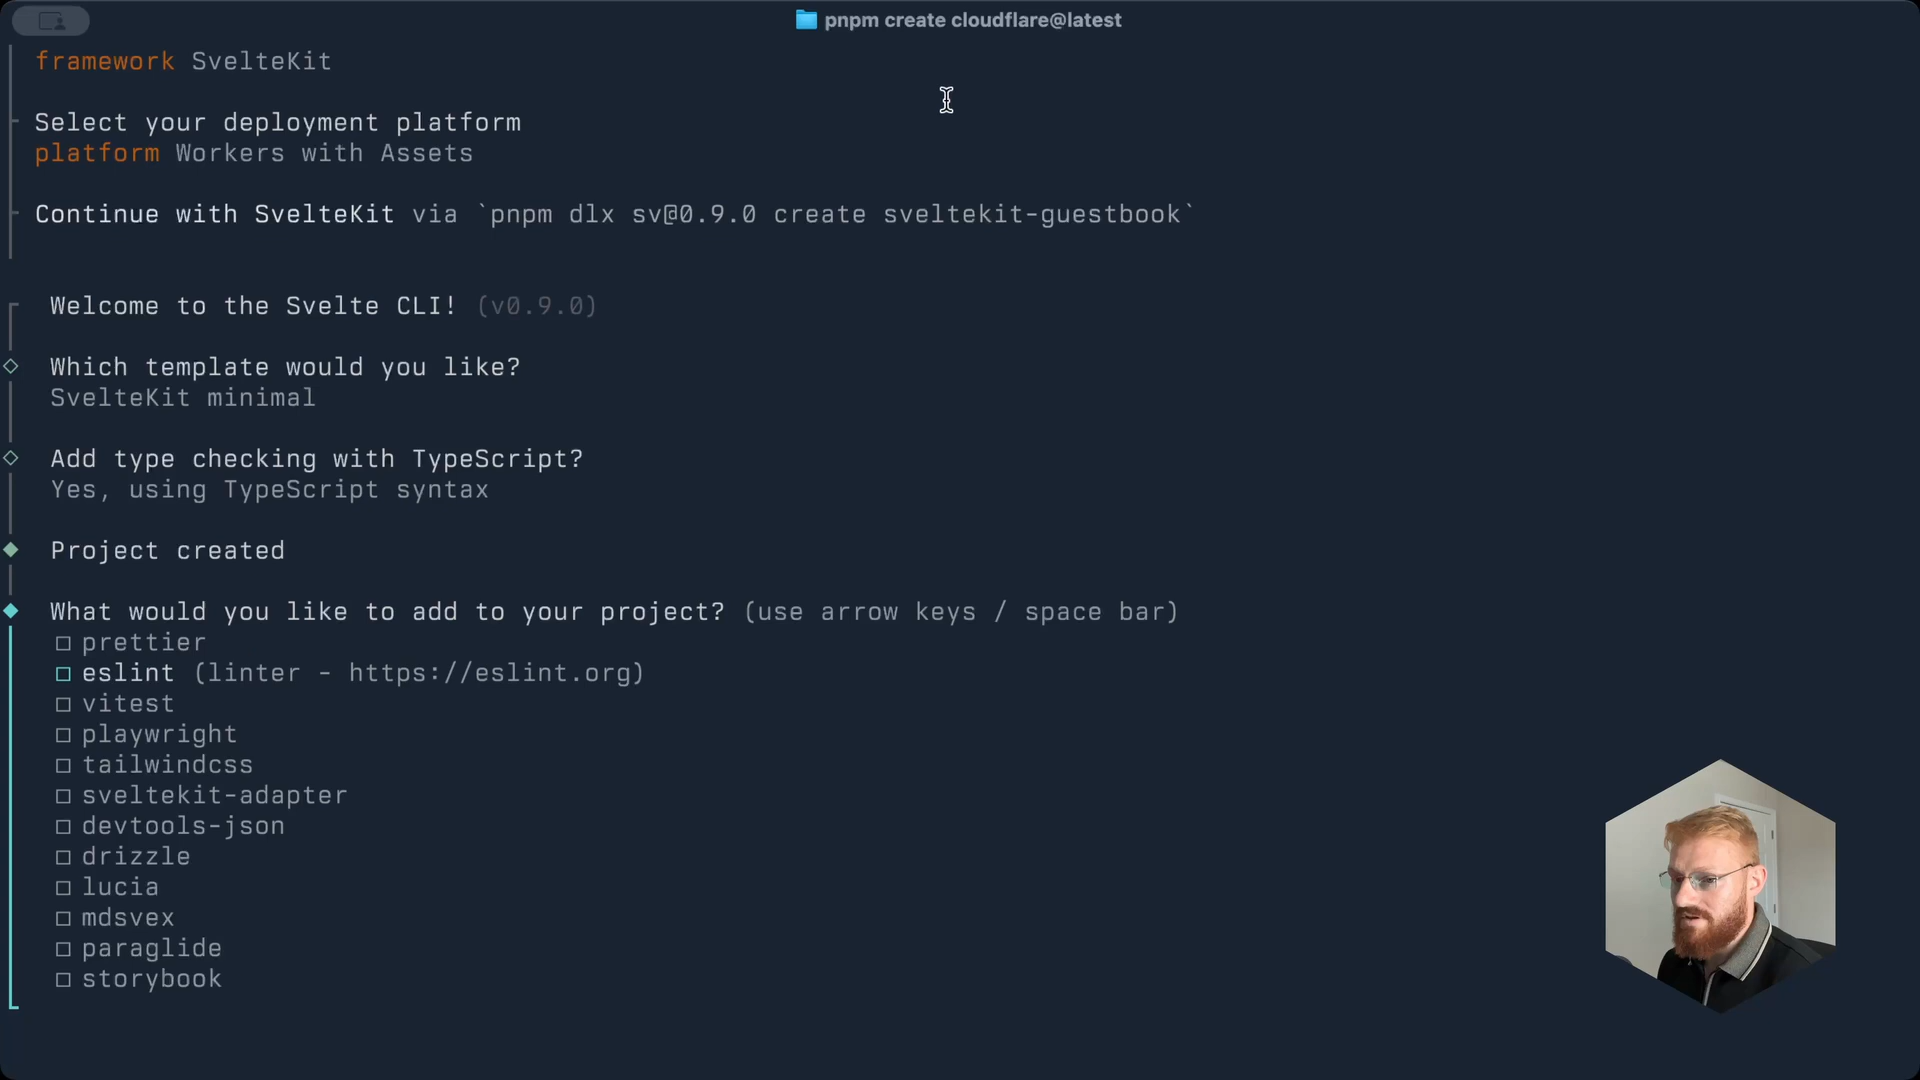 pnpm create cloudflare@latest
framework SvelteKit
Select your deployment platform
platform Workers with Assets
Continue with SvelteKit via `pnpm dlx sv@0.9.0 create sveltekit-guestbook`
Welcome to the Svelte CLI! (v0.9.0)
Which template would you like?
SvelteKit minimal
Add type checking with TypeScript?
Yes, using TypeScript syntax
Project created
What would you like to add to your project? (use arrow keys / space bar)
prettier
eslint (linter - https://eslint.org)
vitest
playwright
tailwindcss
sveltekit-adapter
devtools-json
drizzle
lucia
mdsvex
paraglide
storybook